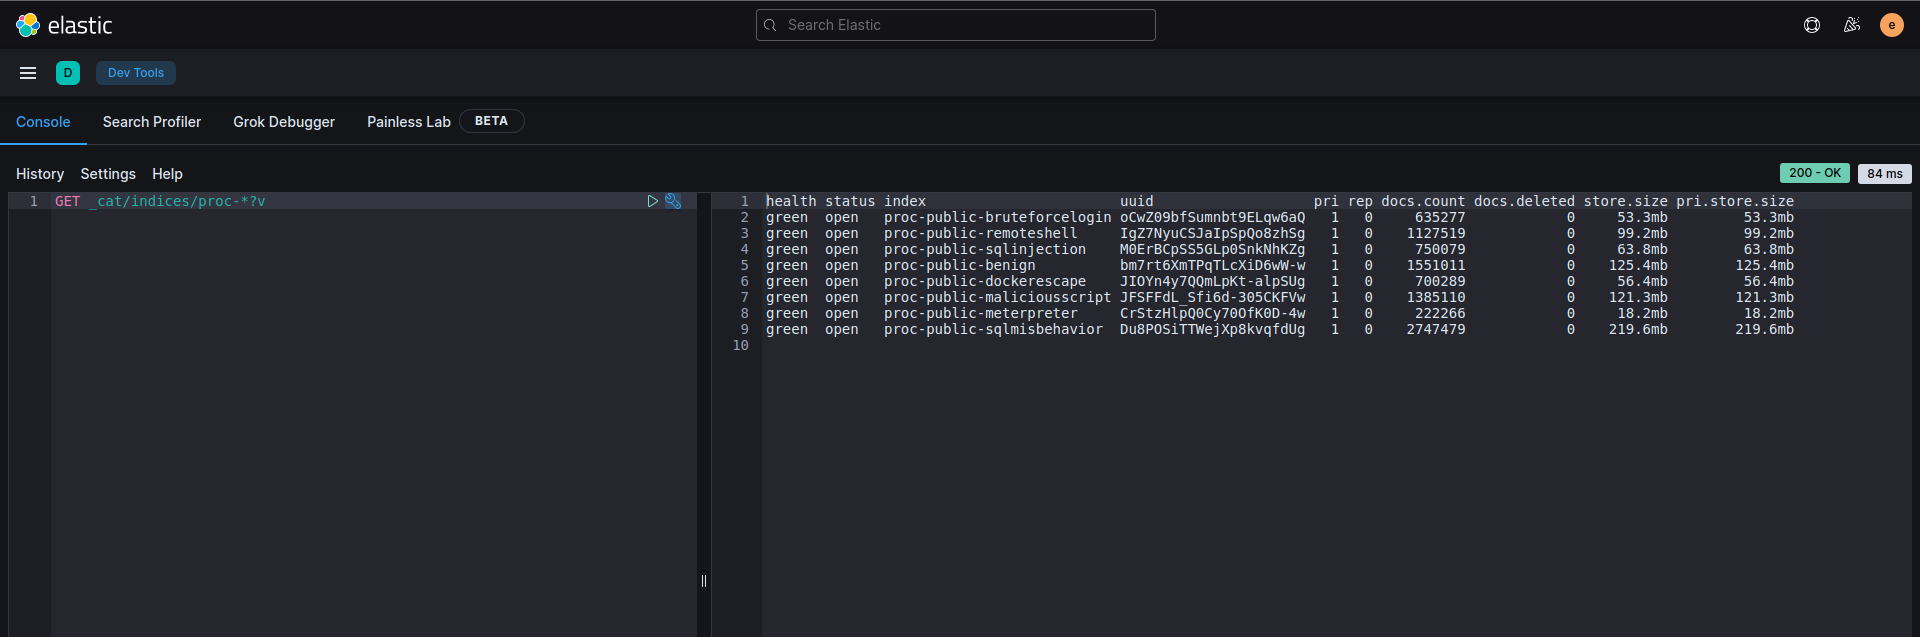 elastic
Search Elastic
e
D
Dev Tools
Console Search Profiler Grok Debugger Painless Lab BETA
History Settings Help
200 - OK 84 ms
1 GET _cat/indices/proc-*?v
1 health status index uuid pri rep docs.count docs.deleted store.size pri.store.size
2 green open proc-public-bruteforcelogin oCwZ09bfSumnbt9ELqw6aQ 1 0 635277 0 53.3mb 53.3mb
3 green open proc-public-remoteshell IgZ7NyuCSJaIpSpQo8zhSg 1 0 1127519 0 99.2mb 99.2mb
4 green open proc-public-sqlinjection M0ErBCpSS5GLp0SnkNhKZg 1 0 750079 0 63.8mb 63.8mb
5 green open proc-public-benign bm7rt6XmTPqTLcXiD6wW-w 1 0 1551011 0 125.4mb 125.4mb
6 green open proc-public-dockerescape JIOYn4y7QQmLpKt-alpSUg 1 0 700289 0 56.4mb 56.4mb
7 green open proc-public-maliciousscript JFSFFdL_Sfi6d-305CKFVw 1 0 1385110 0 121.3mb 121.3mb
8 green open proc-public-meterpreter CrStzHlpQ0Cy70OfK0D-4w 1 0 222266 0 18.2mb 18.2mb
9 green open proc-public-sqlmisbehavior Du8POSiTTWejXp8kvqfdUg 1 0 2747479 0 219.6mb 219.6mb
10